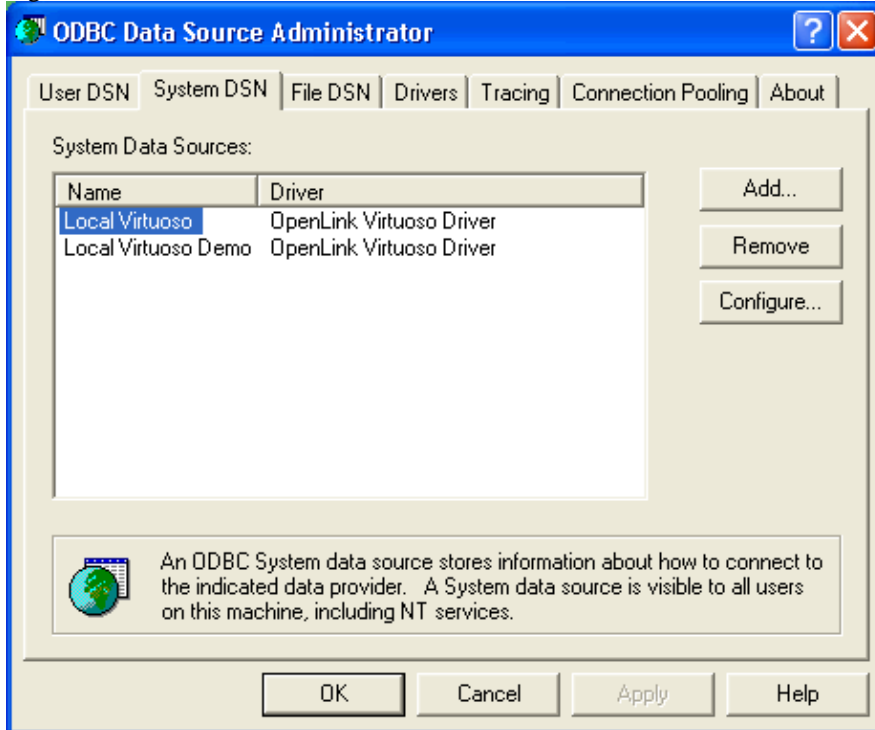 ODBC Data Source Administrator
User DSN System DSN File DSN Drivers Tracing Connection Pooling About
System Data Sources:
Name Driver
Local Virtuoso OpenLink Virtuoso Driver
Local Virtuoso Demo OpenLink Virtuoso Driver
Add...
Remove
Configure...
An ODBC System data source stores information about how to connect to
the indicated data provider. A System data source is visible to all users
on this machine, including NT services.
OK Cancel Apply Help